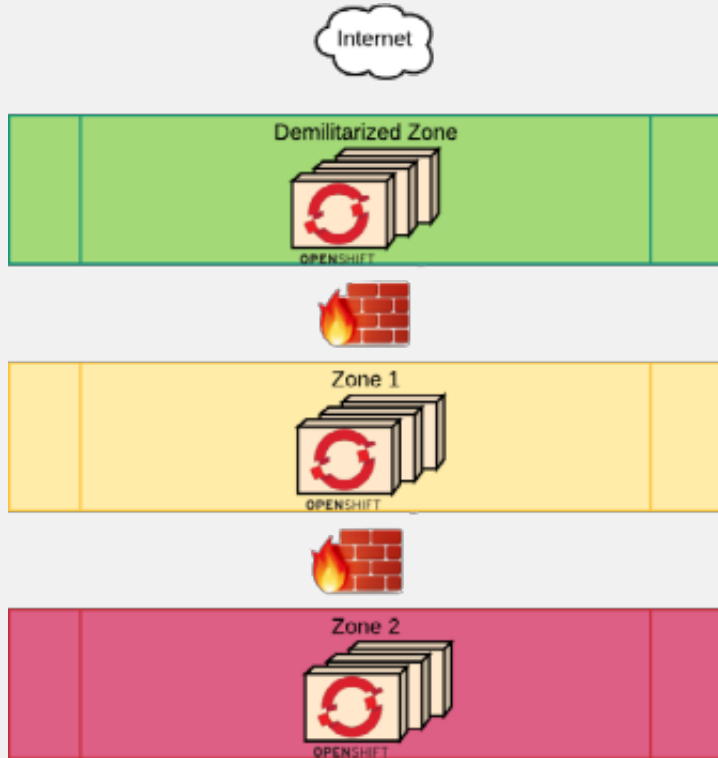 Internet
Demilitarized Zone
OPENSHIFT
Zone 1
OPENSHIFT
Zone 2
OPENSHIFT